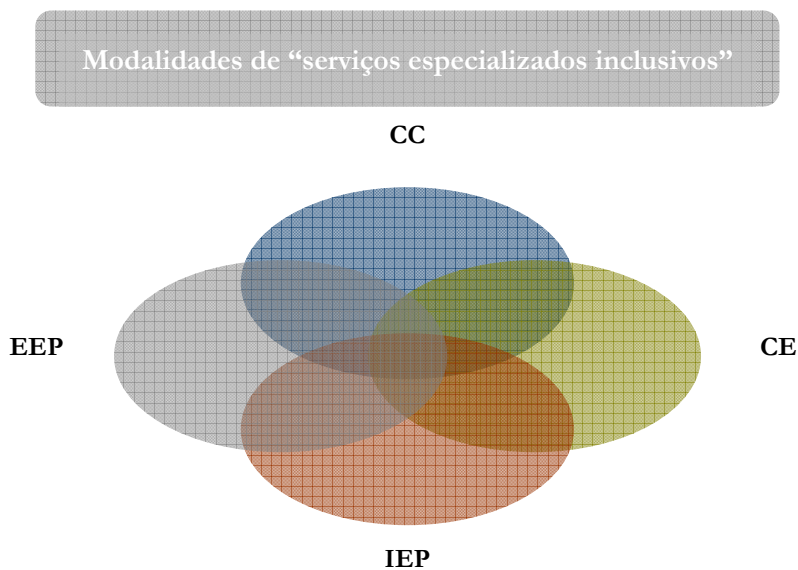 Modalidades de “serviços especializados inclusivos”
CC
EEP
CE
IEP